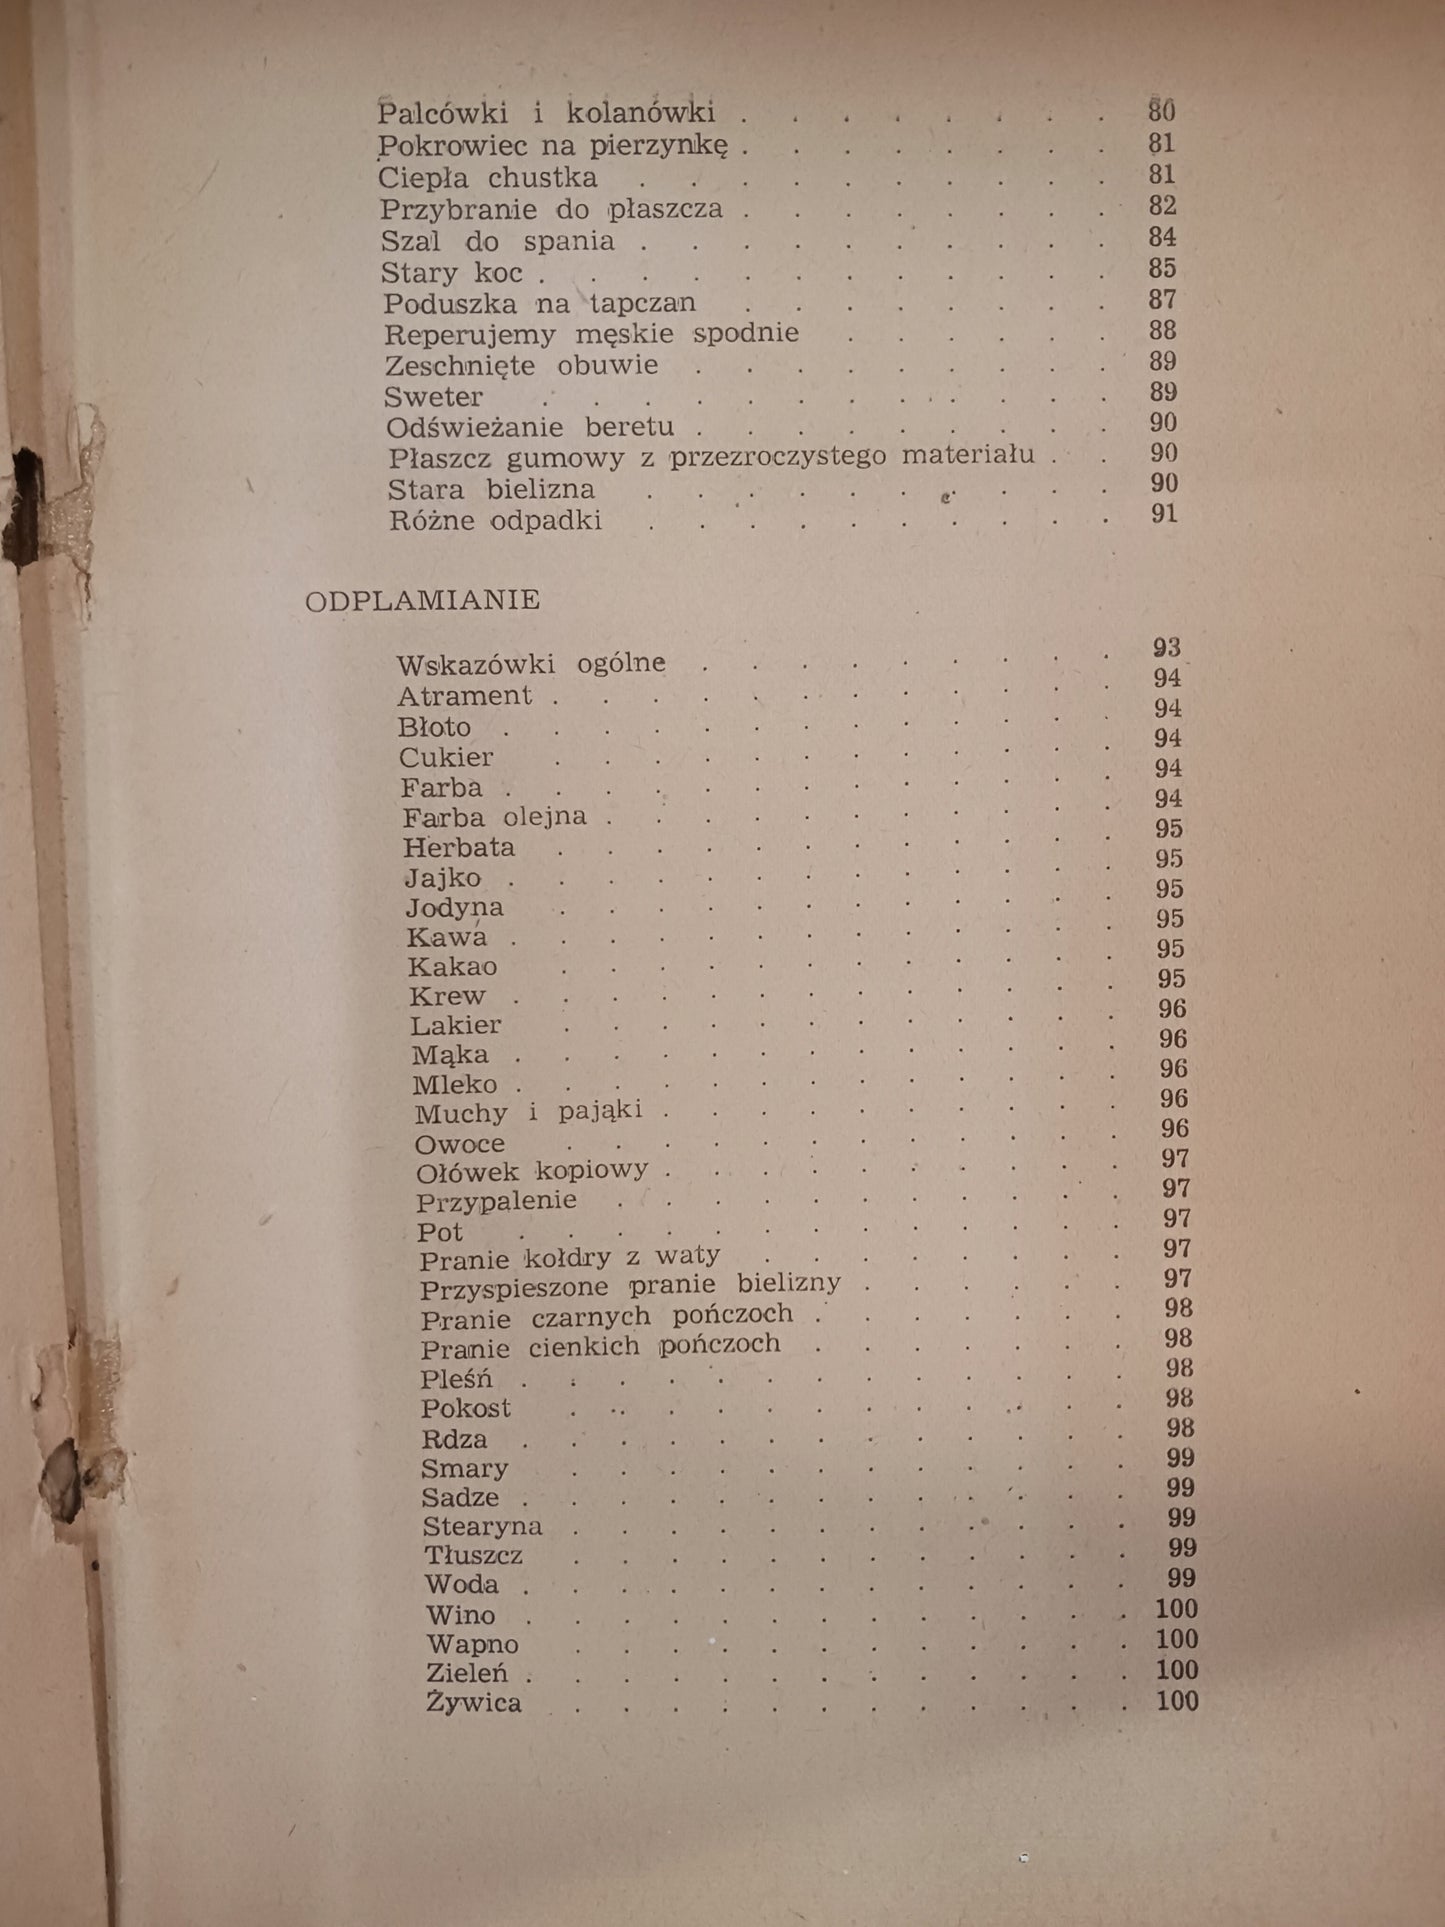 Palcówki i kolanówki . . . . . . . . 80
Pokrowiec na pierzynkę . . . . . . . . 81
Ciepła chustka . . . . . . . . . . 81
Przybranie do płaszcza . . . . . . . . 82
Szal do spania . . . . . . . . . . 84
Stary koc . . . . . . . . . . . . 85
Poduszka na tapczan . . . . . . . . 87
Reperujemy męskie spodnie . . . . . . 88
Zeschnięte obuwie . . . . . . . . . 89
Sweter . . . . . . . . . . . . 89
Odświeżanie beretu . . . . . . . . . 90
Płaszcz gumowy z przezroczystego materiału . . 90
Stara bielizna . . . . . . . . . . 90
Różne odpadki . . . . . . . . . . 91
ODPLAMIANIE
Wskazówki ogólne . . . . . . . . . 93
Atrament . . . . . . . . . . . . 94
Błoto . . . . . . . . . . . . . 94
Cukier . . . . . . . . . . . . 94
Farba . . . . . . . . . . . . . 94
Farba olejna . . . . . . . . . . . 94
Herbata . . . . . . . . . . . . 95
Jajko . . . . . . . . . . . . . 95
Jodyna . . . . . . . . . . . . 95
Kawa . . . . . . . . . . . . . 95
Kakao . . . . . . . . . . . . 95
Krew . . . . . . . . . . . . . 95
Lakier . . . . . . . . . . . . 96
Mąka . . . . . . . . . . . . . 96
Mleko . . . . . . . . . . . . . 96
Muchy i pająki . . . . . . . . . . 96
Owoce . . . . . . . . . . . . 96
Ołówek kopiowy . . . . . . . . . . 97
Przypalenie . . . . . . . . . . . 97
Pot . . . . . . . . . . . . . 97
Pranie kołdry z waty . . . . . . . . 97
Przyspieszone pranie bielizny . . . . . . 97
Pranie czarnych pończoch . . . . . . . 98
Pranie cienkich pończoch . . . . . . . 98
Pleśń . . . . . . . . . . . . . 98
Pokost . . . . . . . . . . . . 98
Rdza . . . . . . . . . . . . . 98
Smary . . . . . . . . . . . . 99
Sadze . . . . . . . . . . . . . 99
Stearyna . . . . . . . . . . . . 99
Tłuszcz . . . . . . . . . . . . 99
Woda . . . . . . . . . . . . . 99
Wino . . . . . . . . . . . . . 100
Wapno . . . . . . . . . . . . 100
Zieleń . . . . . . . . . . . . . 100
Żywica . . . . . . . . . . . . 100